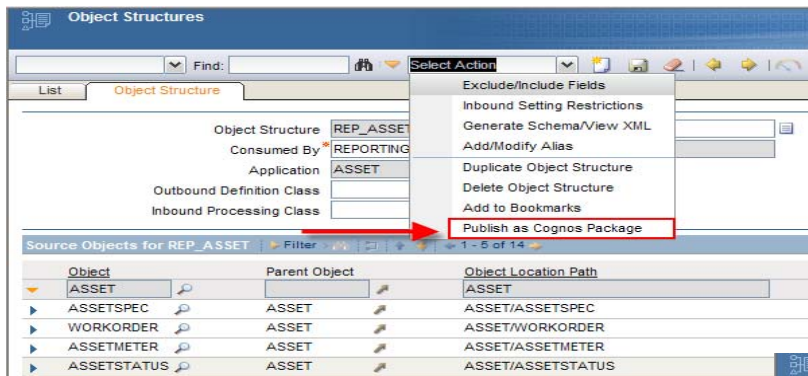 Object Structures
Find:
Select Action
List
Object Structure
Exclude/Include Fields
Inbound Setting Restrictions
Generate Schema/View XML
Add/Modify Alias
Duplicate Object Structure
Delete Object Structure
Add to Bookmarks
Publish as Cognos Package
Object Structure REP_ASSET
Consumed By* REPORTING
Application ASSET
Outbound Definition Class
Inbound Processing Class
Source Objects for REP_ASSET Filter 1 - 5 of 14
Object Parent Object Object Location Path
ASSET ASSET
ASSETSPEC ASSET ASSET/ASSETSPEC
WORKORDER ASSET ASSET/WORKORDER
ASSETMETER ASSET ASSET/ASSETMETER
ASSETSTATUS ASSET ASSET/ASSETSTATUS